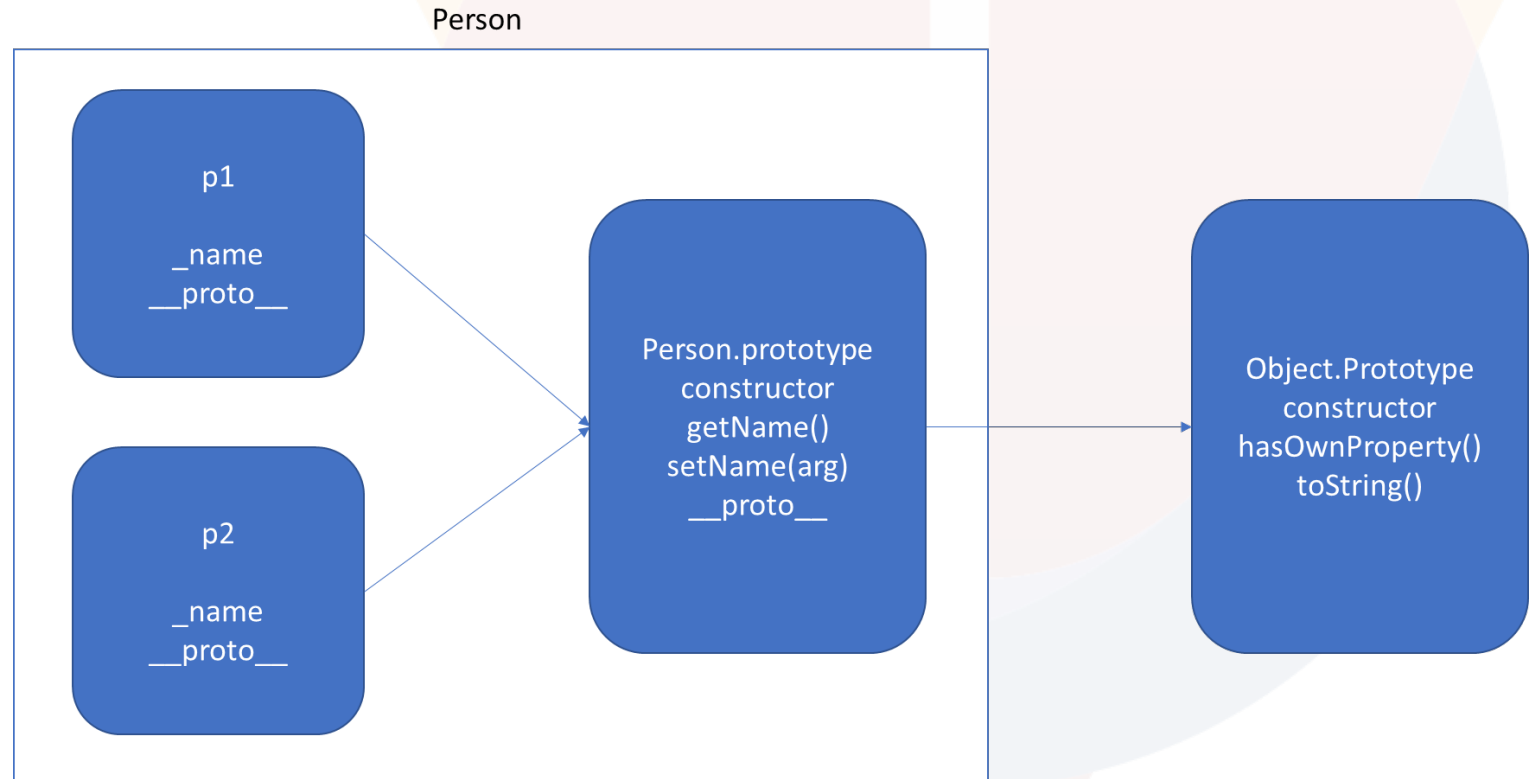 Person
p1
_name
__proto__
p2
_name
__proto__
Person.prototype
constructor
getName()
setName(arg)
__proto__
Object.Prototype
constructor
hasOwnProperty()
toString()